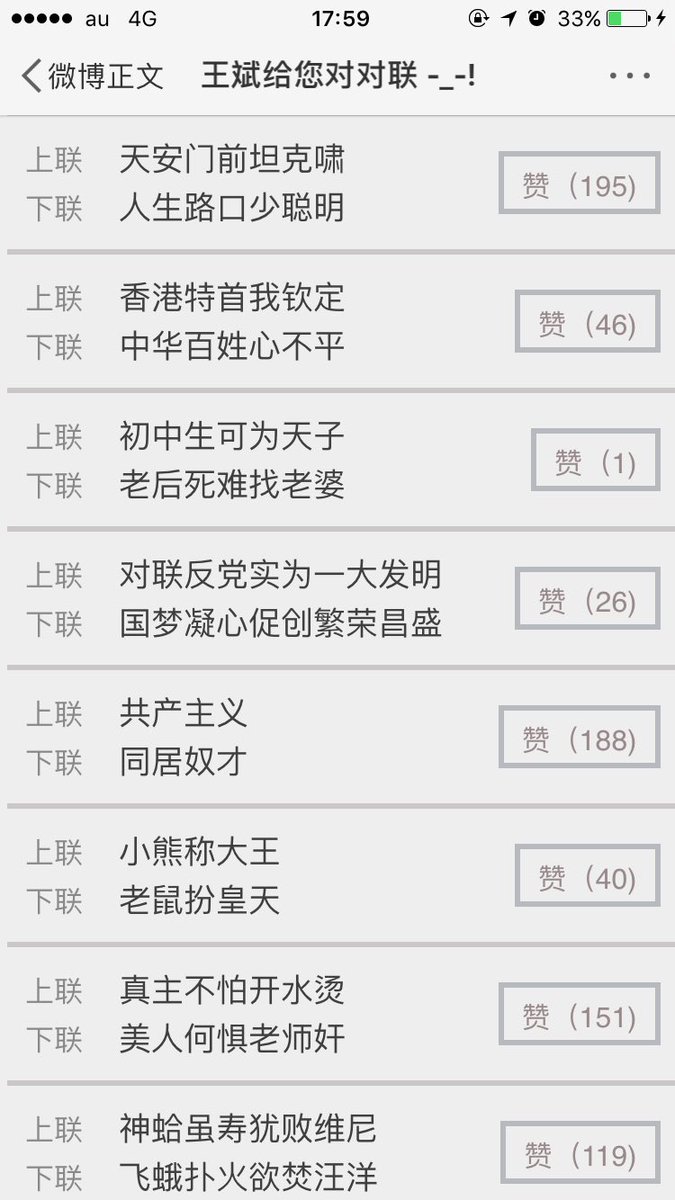 au 4G 17:59 33%
微博正文 王斌给您对对联 -_-! ...
上联 天安门前坦克啸
下联 人生路口少聪明
赞 (195)
上联 香港特首我钦定
下联 中华百姓心不平
赞 (46)
上联 初中生可为天子
下联 老后死难找老婆
赞 (1)
上联 对联反党实为一大发明
下联 国梦凝心促创繁荣昌盛
赞 (26)
上联 共产主义
下联 同居奴才
赞 (188)
上联 小熊称大王
下联 老鼠扮皇天
赞 (40)
上联 真主不怕开水烫
下联 美人何惧老师奸
赞 (151)
上联 神蛤虽寿犹败维尼
下联 飞蛾扑火欲焚汪洋
赞 (119)